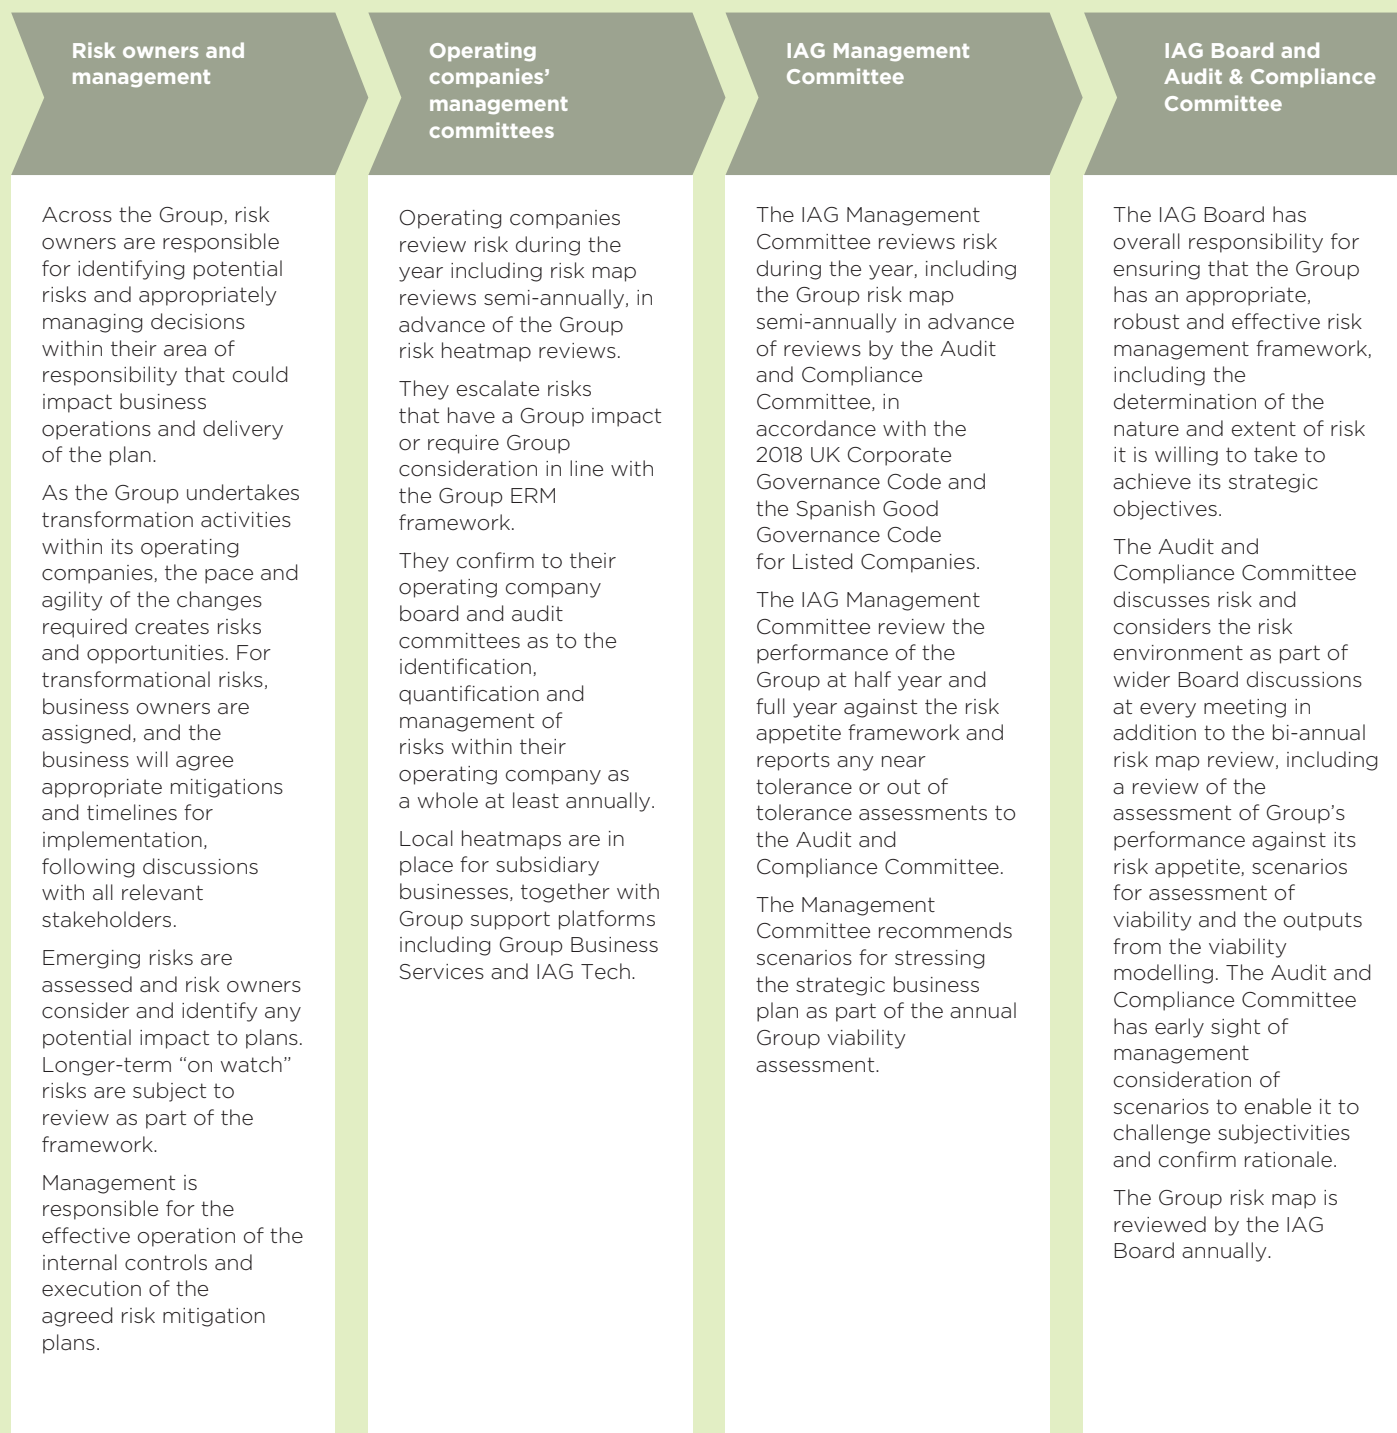 Risk owners and
management
Across the Group, risk
owners are responsible
for identifying potential
risks and appropriately
managing decisions
within their area of
responsibility that could
impact business
operations and delivery
of the plan.
As the Group undertakes
transformation activities
within its operating
companies, the pace and
agility of the changes
required creates risks
and opportunities. For
transformational risks,
business owners are
assigned, and the
business will agree
appropriate mitigations
and timelines for
implementation,
following discussions
with all relevant
stakeholders.
Emerging risks are
assessed and risk owners
consider and identify any
potential impact to plans.
Longer-term “on watch”
risks are subject to
review as part of the
framework.
Management is
responsible for the
effective operation of the
internal controls and
execution of the
agreed risk mitigation
plans.
Operating
companies’
management
committees
Operating companies
review risk during the
year including risk map
reviews semi-annually, in
advance of the Group
risk heatmap reviews.
They escalate risks
that have a Group impact
or require Group
consideration in line with
the Group ERM
framework.
They confirm to their
operating company
board and audit
committees as to the
identification,
quantification and
management of
risks within their
operating company as
a whole at least annually.
Local heatmaps are in
place for subsidiary
businesses, together with
Group support platforms
including Group Business
Services and IAG Tech.
IAG Management
Committee
The IAG Management
Committee reviews risk
during the year, including
the Group risk map
semi-annually in advance
of reviews by the Audit
and Compliance
Committee, in
accordance with the
2018 UK Corporate
Governance Code and
the Spanish Good
Governance Code
for Listed Companies.
The IAG Management
Committee review the
performance of the
Group at half year and
full year against the risk
appetite framework and
reports any near
tolerance or out of
tolerance assessments to
the Audit and
Compliance Committee.
The Management
Committee recommends
scenarios for stressing
the strategic business
plan as part of the annual
Group viability
assessment.
IAG Board and
Audit & Compliance
Committee
The IAG Board has
overall responsibility for
ensuring that the Group
has an appropriate,
robust and effective risk
management framework,
including the
determination of the
nature and extent of risk
it is willing to take to
achieve its strategic
objectives.
The Audit and
Compliance Committee
discusses risk and
considers the risk
environment as part of
wider Board discussions
at every meeting in
addition to the bi-annual
risk map review, including
a review of the
assessment of Group’s
performance against its
risk appetite, scenarios
for assessment of
viability and the outputs
from the viability
modelling. The Audit and
Compliance Committee
has early sight of
management
consideration of
scenarios to enable it to
challenge subjectivities
and confirm rationale.
The Group risk map is
reviewed by the IAG
Board annually.